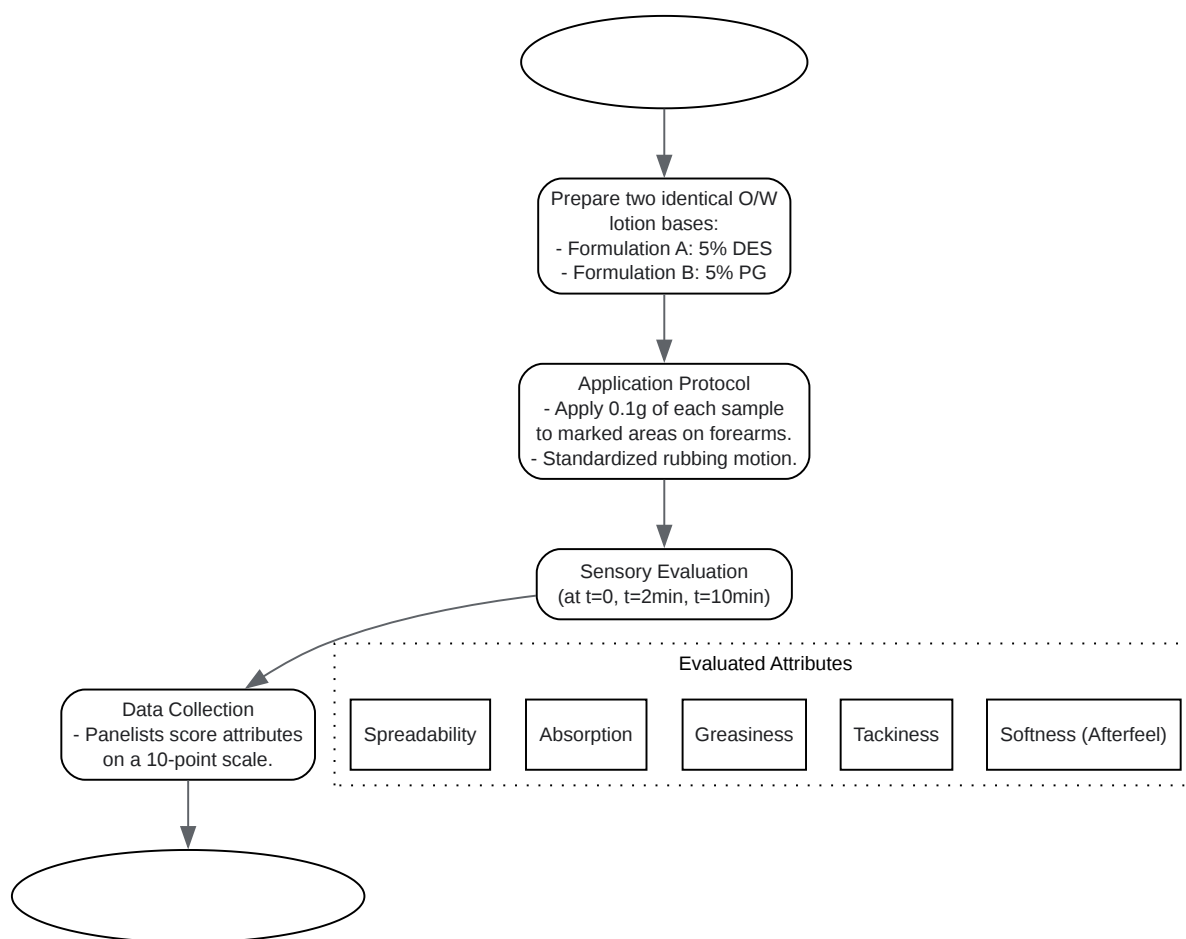 Prepare two identical O/W
lotion bases:
- Formulation A: 5% DES
- Formulation B: 5% PG
Application Protocol
- Apply 0.1g of each sample
to marked areas on forearms.
- Standardized rubbing motion.
Sensory Evaluation
(at t=0, t=2min, t=10min)
Evaluated Attributes
Data Collection
- Panelists score attributes
on a 10-point scale.
Spreadability
Absorption
Greasiness
Tackiness
Softness (Afterfeel)